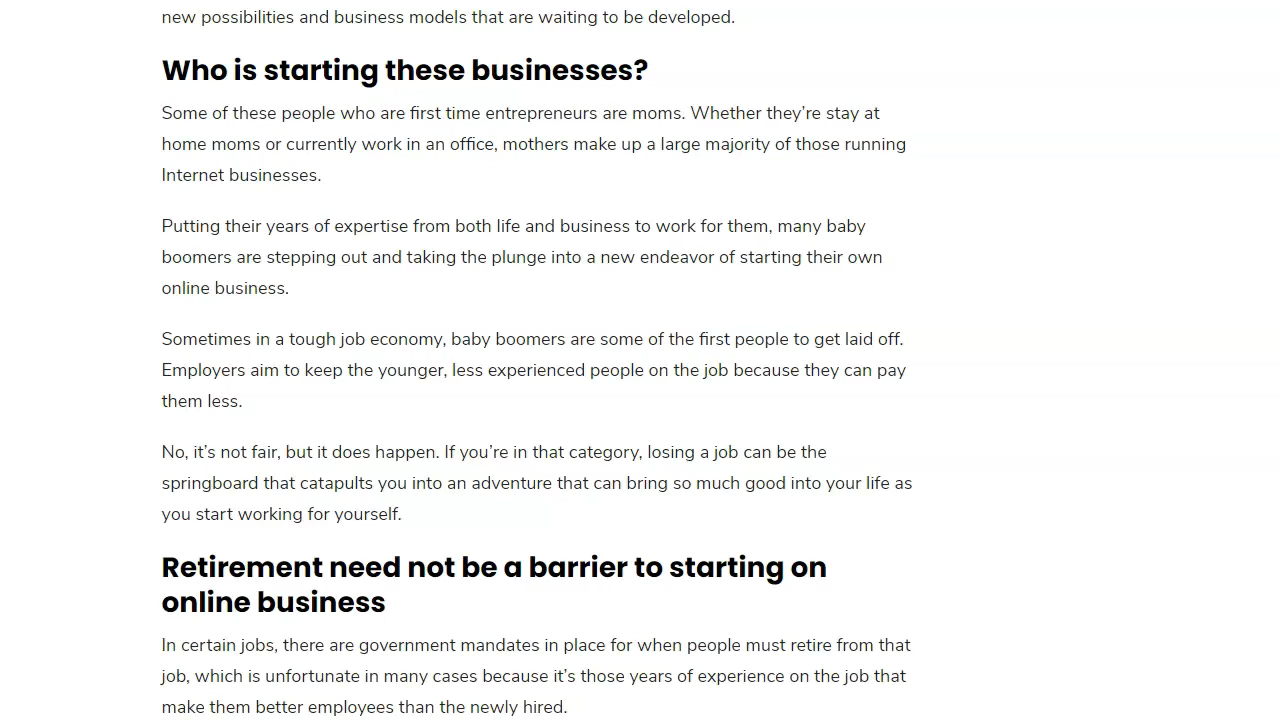 new possibilities and business models that are waiting to be developed.
Who is starting these businesses?
Some of these people who are first time entrepreneurs are moms. Whether they’re stay at
home moms or currently work in an office, mothers make up a large majority of those running
Internet businesses.
Putting their years of expertise from both life and business to work for them, many baby
boomers are stepping out and taking the plunge into a new endeavor of starting their own
online business.
Sometimes in a tough job economy, baby boomers are some of the first people to get laid off.
Employers aim to keep the younger, less experienced people on the job because they can pay
them less.
No, it’s not fair, but it does happen. If you’re in that category, losing a job can be the
springboard that catapults you into an adventure that can bring so much good into your life as
you start working for yourself.
Retirement need not be a barrier to starting on
online business
In certain jobs, there are government mandates in place for when people must retire from that
job, which is unfortunate in many cases because it’s those years of experience on the job that
make them better employees than the newly hired.